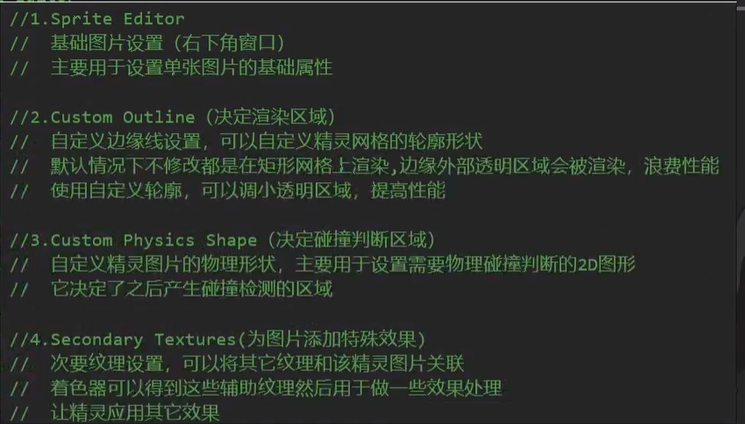 //1.Sprite Editor
//  基础图片设置（右下角窗口）
//  主要用于设置单张图片的基础属性
//2.Custom Outline（决定渲染区域）
//  自定义边缘线设置，可以自定义精灵网格的轮廓形状
//  默认情况下不修改都是在矩形网格上渲染,边缘外部透明区域会被渲染，浪费性能
//  使用自定义轮廓，可以调小透明区域，提高性能
//3.Custom Physics Shape（决定碰撞判断区域）
//  自定义精灵图片的物理形状，主要用于设置需要物理碰撞判断的2D图形
//  它决定了之后产生碰撞检测的区域
//4.Secondary Textures(为图片添加特殊效果)
//  次要纹理设置，可以将其它纹理和该精灵图片关联
//  着色器可以得到这些辅助纹理然后用于做一些效果处理
//  让精灵应用其它效果